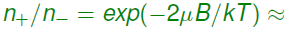 n₊/n₋ = exp(−2μB/kT) ≈